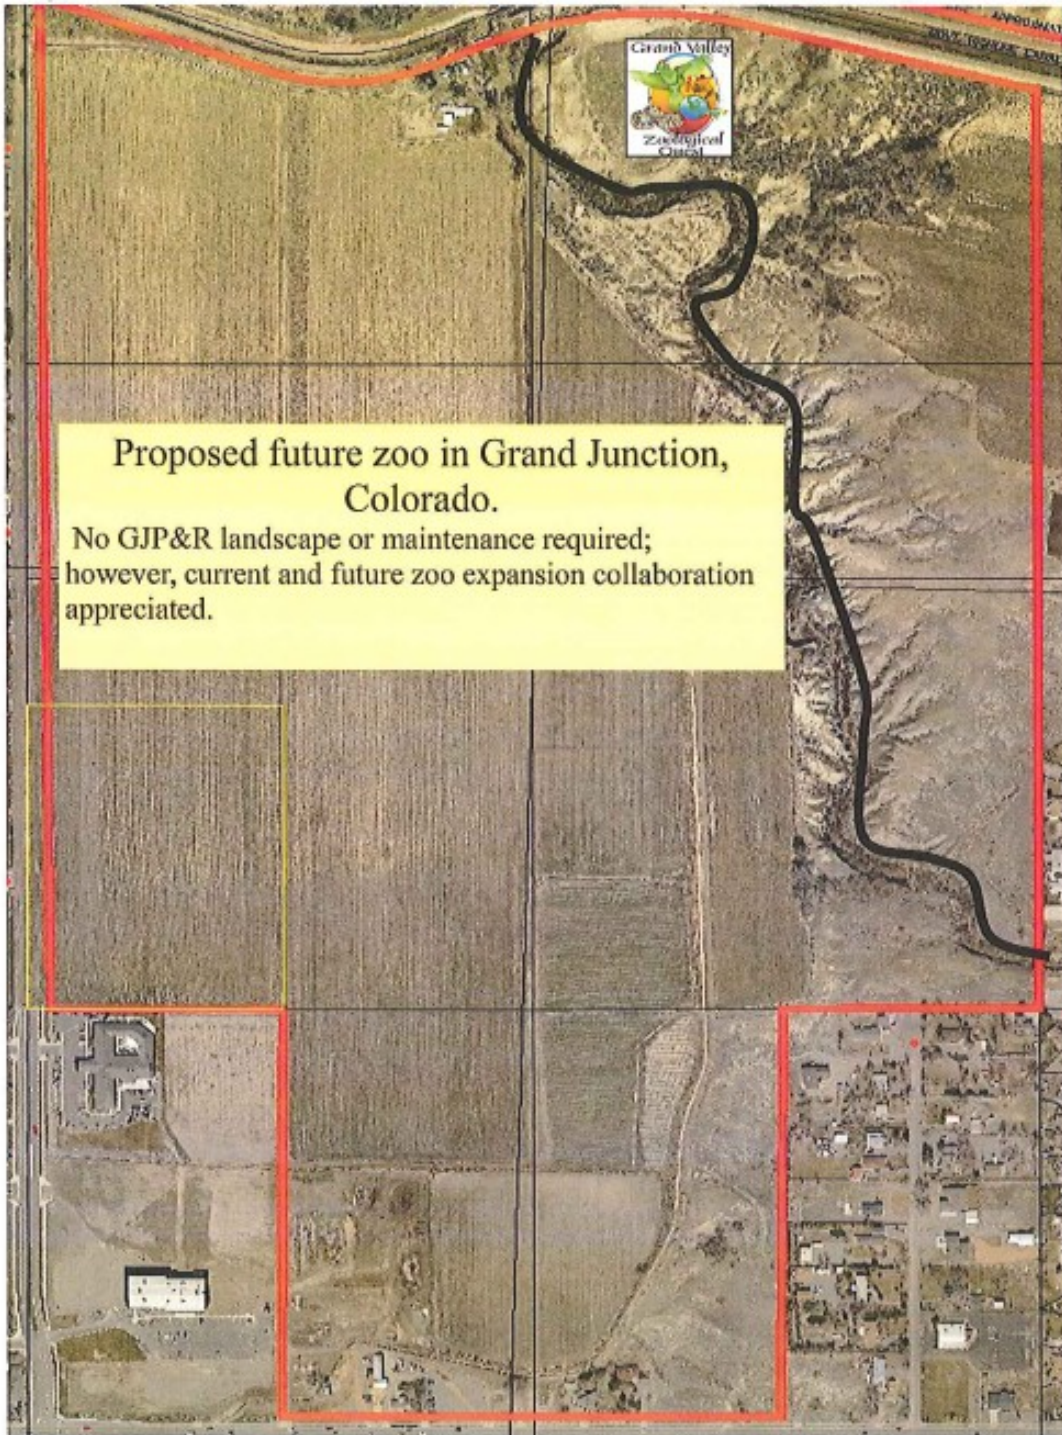 Grand Valley
Zoological
Quest
Proposed future zoo in Grand Junction,
Colorado.
No GJP&R landscape or maintenance required;
however, current and future zoo expansion collaboration
appreciated.